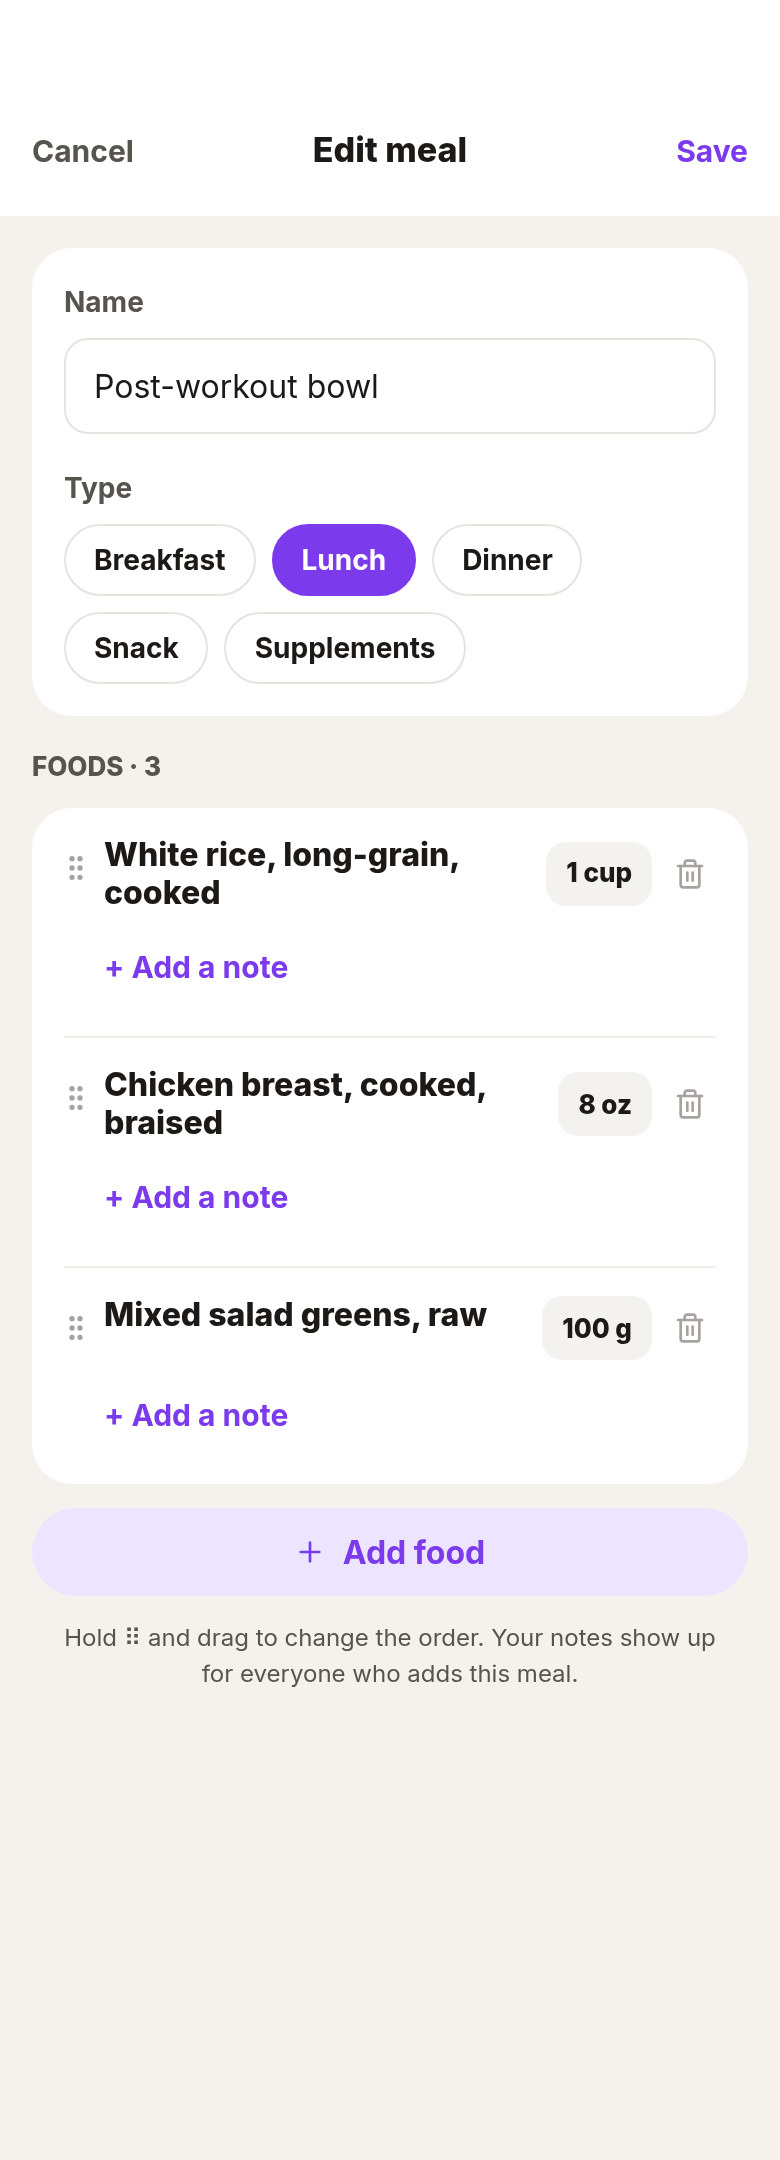 Cancel
Edit meal
Save
Name
Post-workout bowl
Type
Breakfast
Lunch
Dinner
Snack
Supplements
FOODS · 3
White rice, long-grain,
cooked
1 cup
+ Add a note
Chicken breast, cooked,
braised
8 oz
+ Add a note
Mixed salad greens, raw
100 g
+ Add a note
+ Add food
Hold ⠿ and drag to change the order. Your notes show up
for everyone who adds this meal.